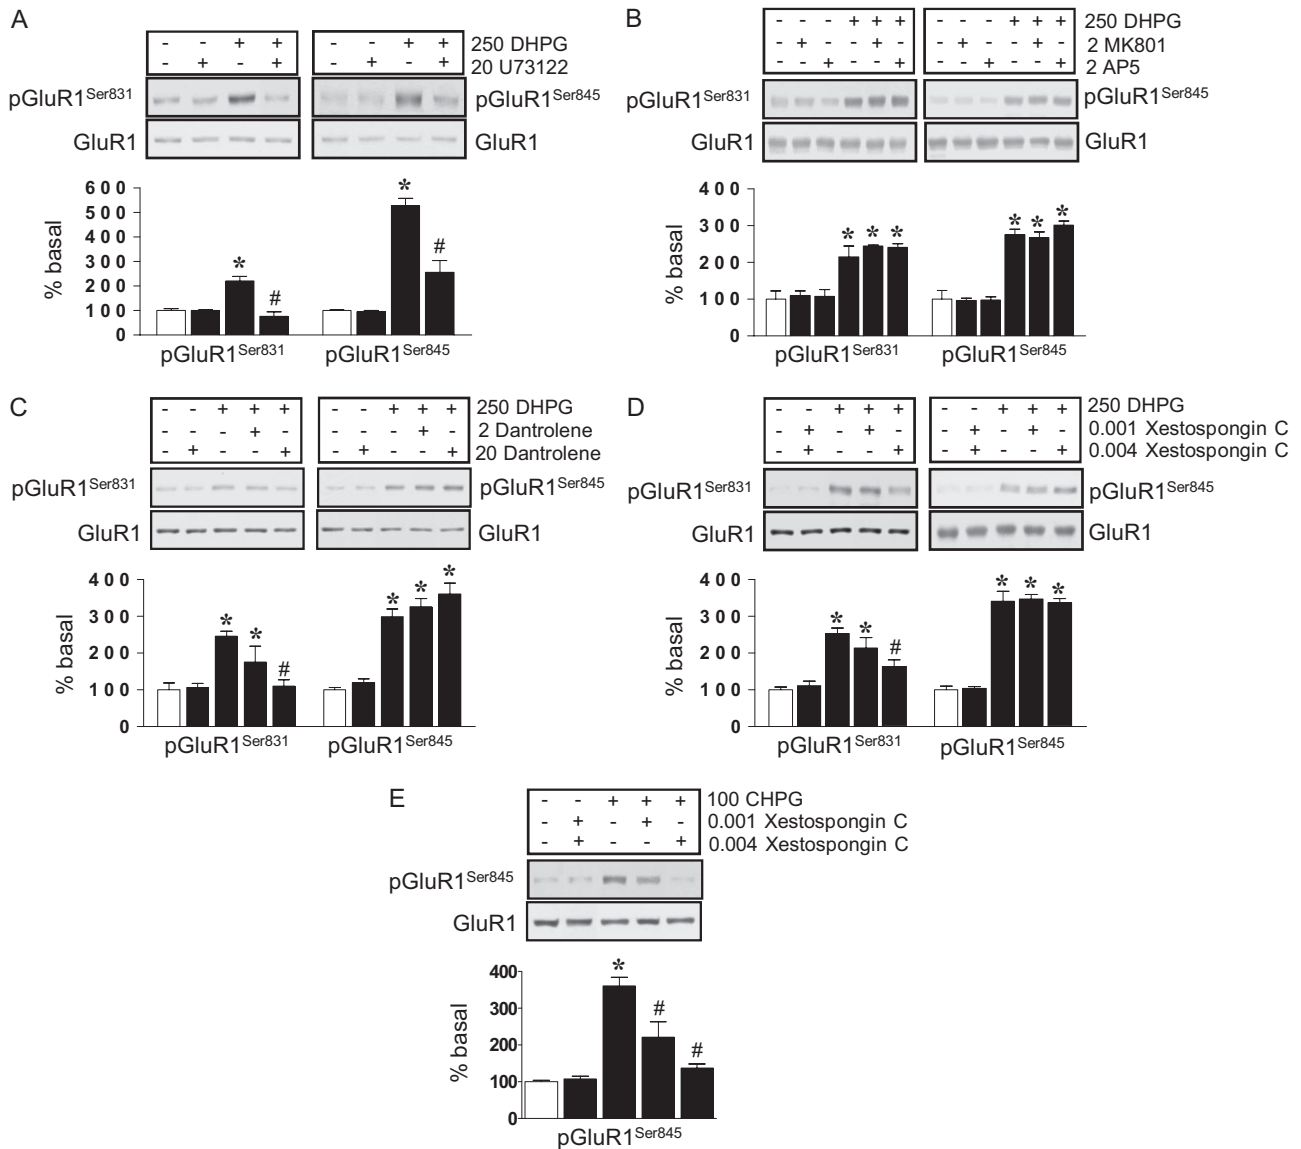 A
- - + + - - + + 250 DHPG
- + - + - + - + 20 U73122
pGluR1Ser831 pGluR1Ser845
GluR1 GluR1
% basal
600
500
400
300
200
100
0
* # * #
pGluR1Ser831 pGluR1Ser845
B
- - - + + + - - - + + + 250 DHPG
- + - - + - - + - - + - 2 MK801
- - + - - + - - + - - + 2 AP5
pGluR1Ser831 pGluR1Ser845
GluR1 GluR1
% basal
400
300
200
100
0
* * * * * *
pGluR1Ser831 pGluR1Ser845
C
- - + + + - - + + + 250 DHPG
- - - + - - - - + - 2 Dantrolene
- + - - + - + - - + 20 Dantrolene
pGluR1Ser831 pGluR1Ser845
GluR1 GluR1
% basal
400
300
200
100
0
* * # * * *
pGluR1Ser831 pGluR1Ser845
D
- - + + + - - + + + 250 DHPG
- + - + - - + - + - 0.001 Xestospongin C
- + - - + - + - - + 0.004 Xestospongin C
pGluR1Ser831 pGluR1Ser845
GluR1 GluR1
% basal
400
300
200
100
0
* * # * * *
pGluR1Ser831 pGluR1Ser845
E
- - + + + 100 CHPG
- + - + - 0.001 Xestospongin C
- + - - + 0.004 Xestospongin C
pGluR1Ser845
GluR1
% basal
400
300
200
100
0
* # #
pGluR1Ser845